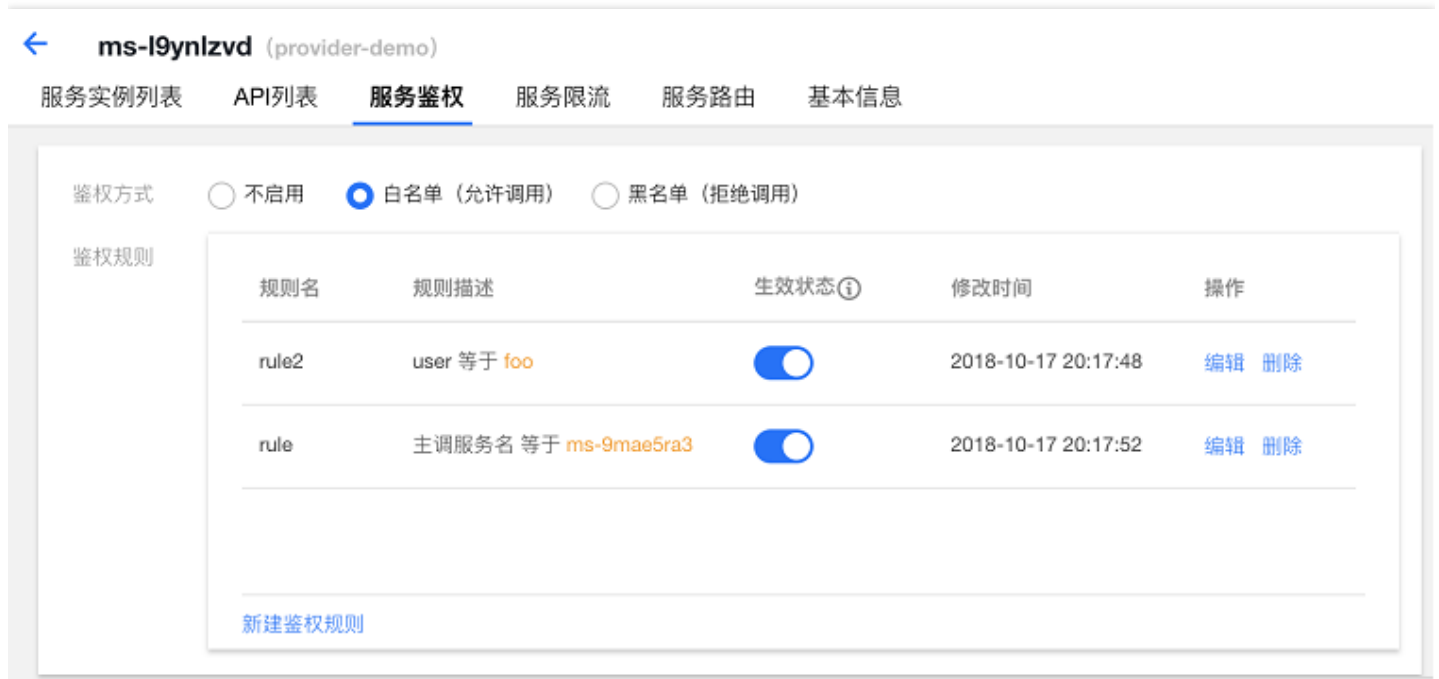 ms-l9ynlzvd (provider-demo)
服务实例列表 API列表 服务鉴权 服务限流 服务路由 基本信息
鉴权方式 不启用 白名单（允许调用） 黑名单（拒绝调用）
鉴权规则
规则名 规则描述 生效状态 修改时间 操作
rule2 user 等于 foo 2018-10-17 20:17:48 编辑 删除
rule 主调服务名 等于 ms-9mae5ra3 2018-10-17 20:17:52 编辑 删除
新建鉴权规则